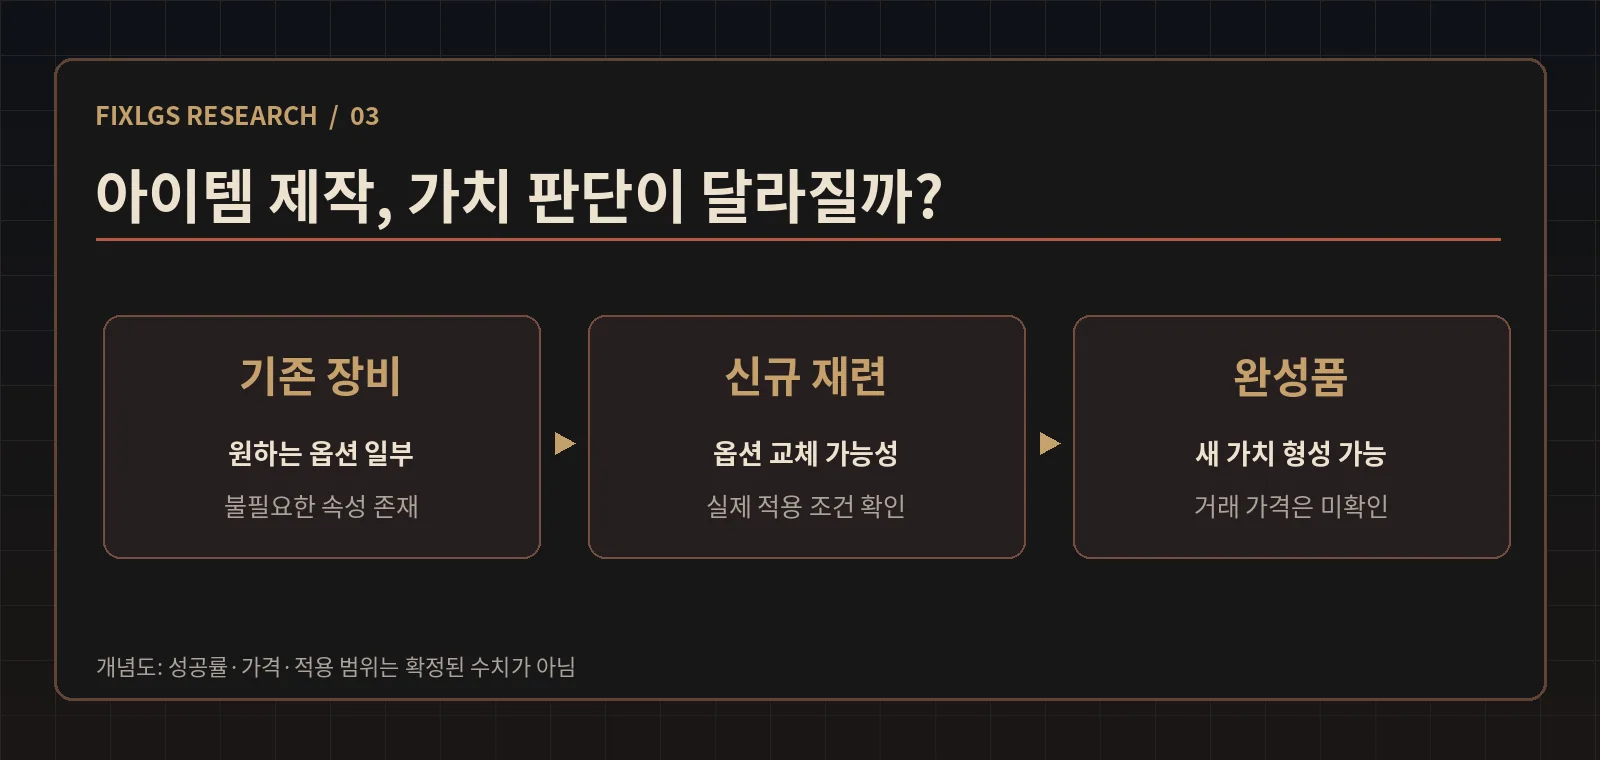 FIXLGS RESEARCH / 03
아이템 제작, 가치 판단이 달라질까?
기존 장비
원하는 옵션 일부
불필요한 속성 존재
신규 재련
옵션 교체 가능성
실제 적용 조건 확인
완성품
새 가치 형성 가능
거래 가격은 미확인
개념도: 성공률·가격·적용 범위는 확정된 수치가 아님